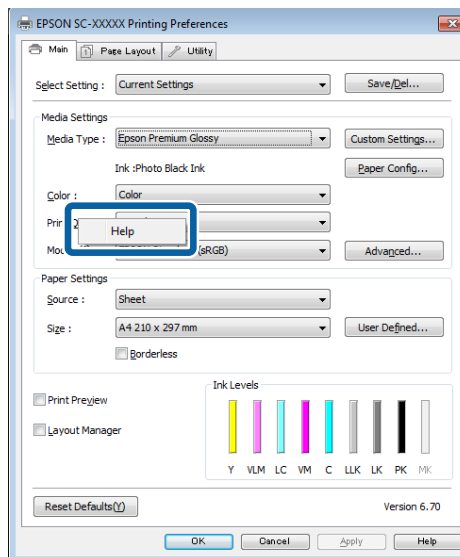 EPSON SC-XXXXX Printing Preferences
Main Page Layout Utility
Select Setting : Current Settings Save/Del...
Media Settings
Media Type : Epson Premium Glossy Custom Settings...
Ink :Photo Black Ink Paper Config...
Color : Color
Help
(sRGB) Advanced...
Paper Settings
Source : Sheet
Size : A4 210 x 297 mm User Defined...
Borderless
Print Preview
Layout Manager
Ink Levels
Y VLM LC VM C LLK LK PK MK
Reset Defaults(Y) Version 6.70
OK Cancel Apply Help